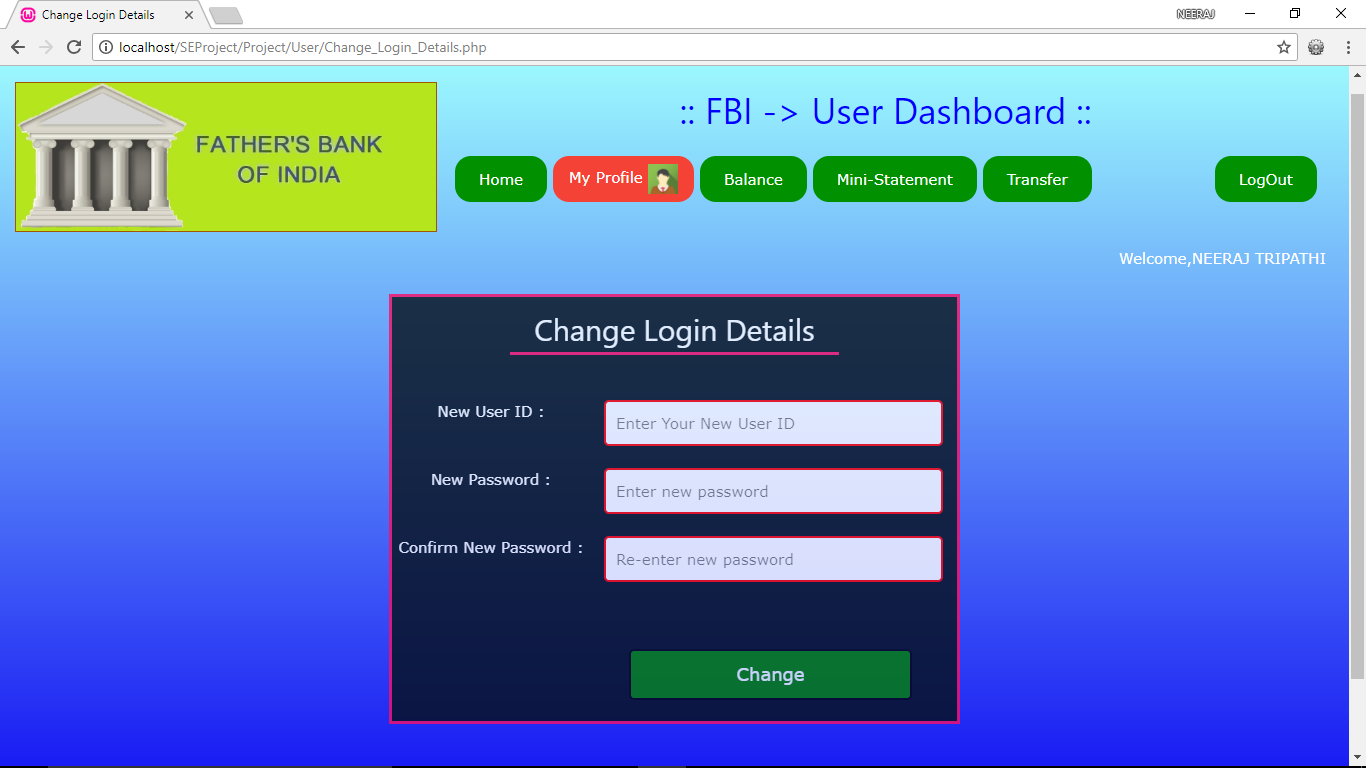 Change Login Details
NEERAJ
localhost/SEProject/Project/User/Change_Login_Details.php
FATHER'S BANK
OF INDIA
:: FBI -> User Dashboard ::
Home
My Profile
Balance
Mini-Statement
Transfer
LogOut
Welcome,NEERAJ TRIPATHI
Change Login Details
New User ID :
Enter Your New User ID
New Password :
Enter new password
Confirm New Password :
Re-enter new password
Change